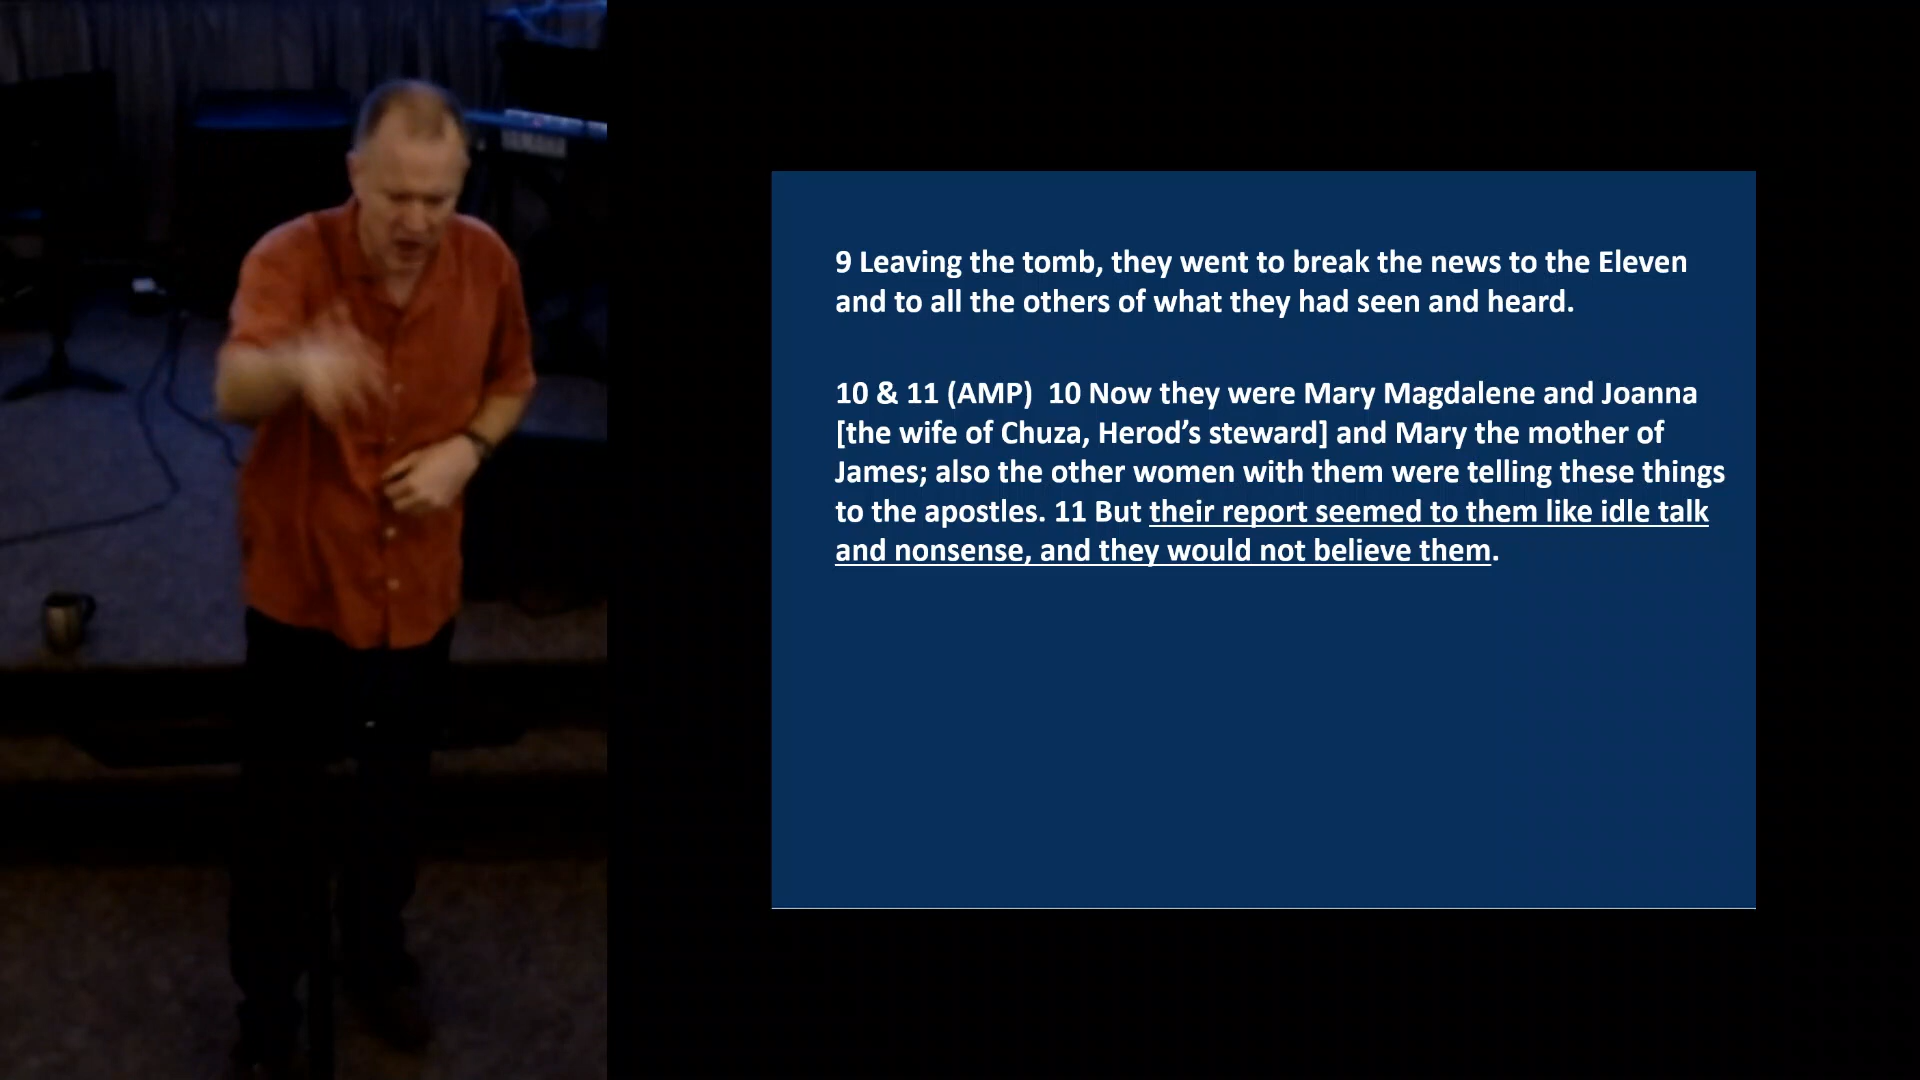 YAMAHA
9 Leaving the tomb, they went to break the news to the Eleven
and to all the others of what they had seen and heard.
10 & 11 (AMP)  10 Now they were Mary Magdalene and Joanna
[the wife of Chuza, Herod’s steward] and Mary the mother of
James; also the other women with them were telling these things
to the apostles. 11 But their report seemed to them like idle talk
and nonsense, and they would not believe them.